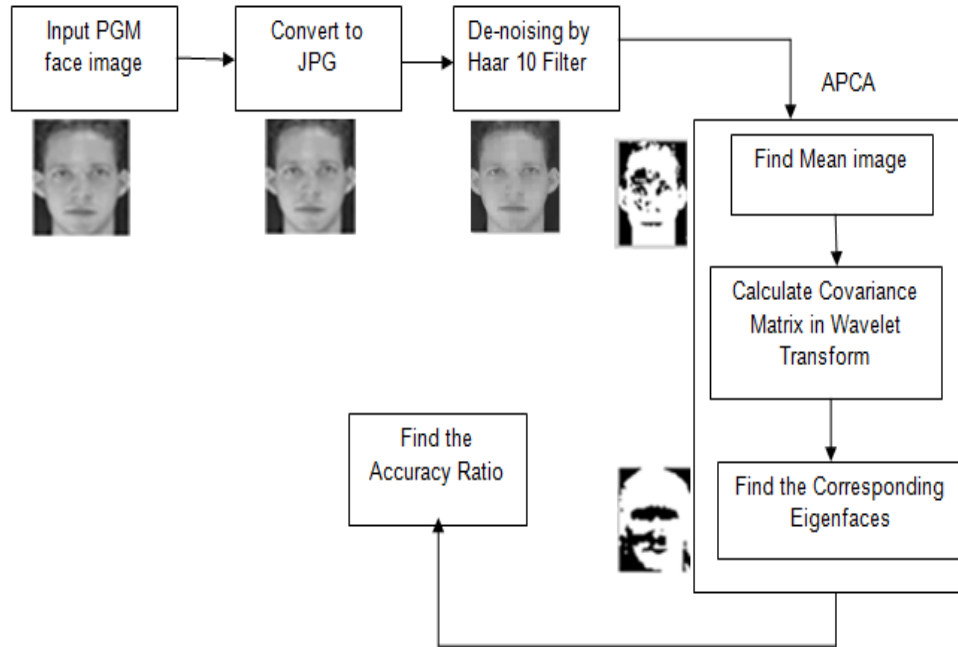 Input PGM
face image
Convert to
JPG
De-noising by
Haar 10 Filter
APCA
Find Mean image
Calculate Covariance
Matrix in Wavelet
Transform
Find the Corresponding
Eigenfaces
Find the
Accuracy Ratio